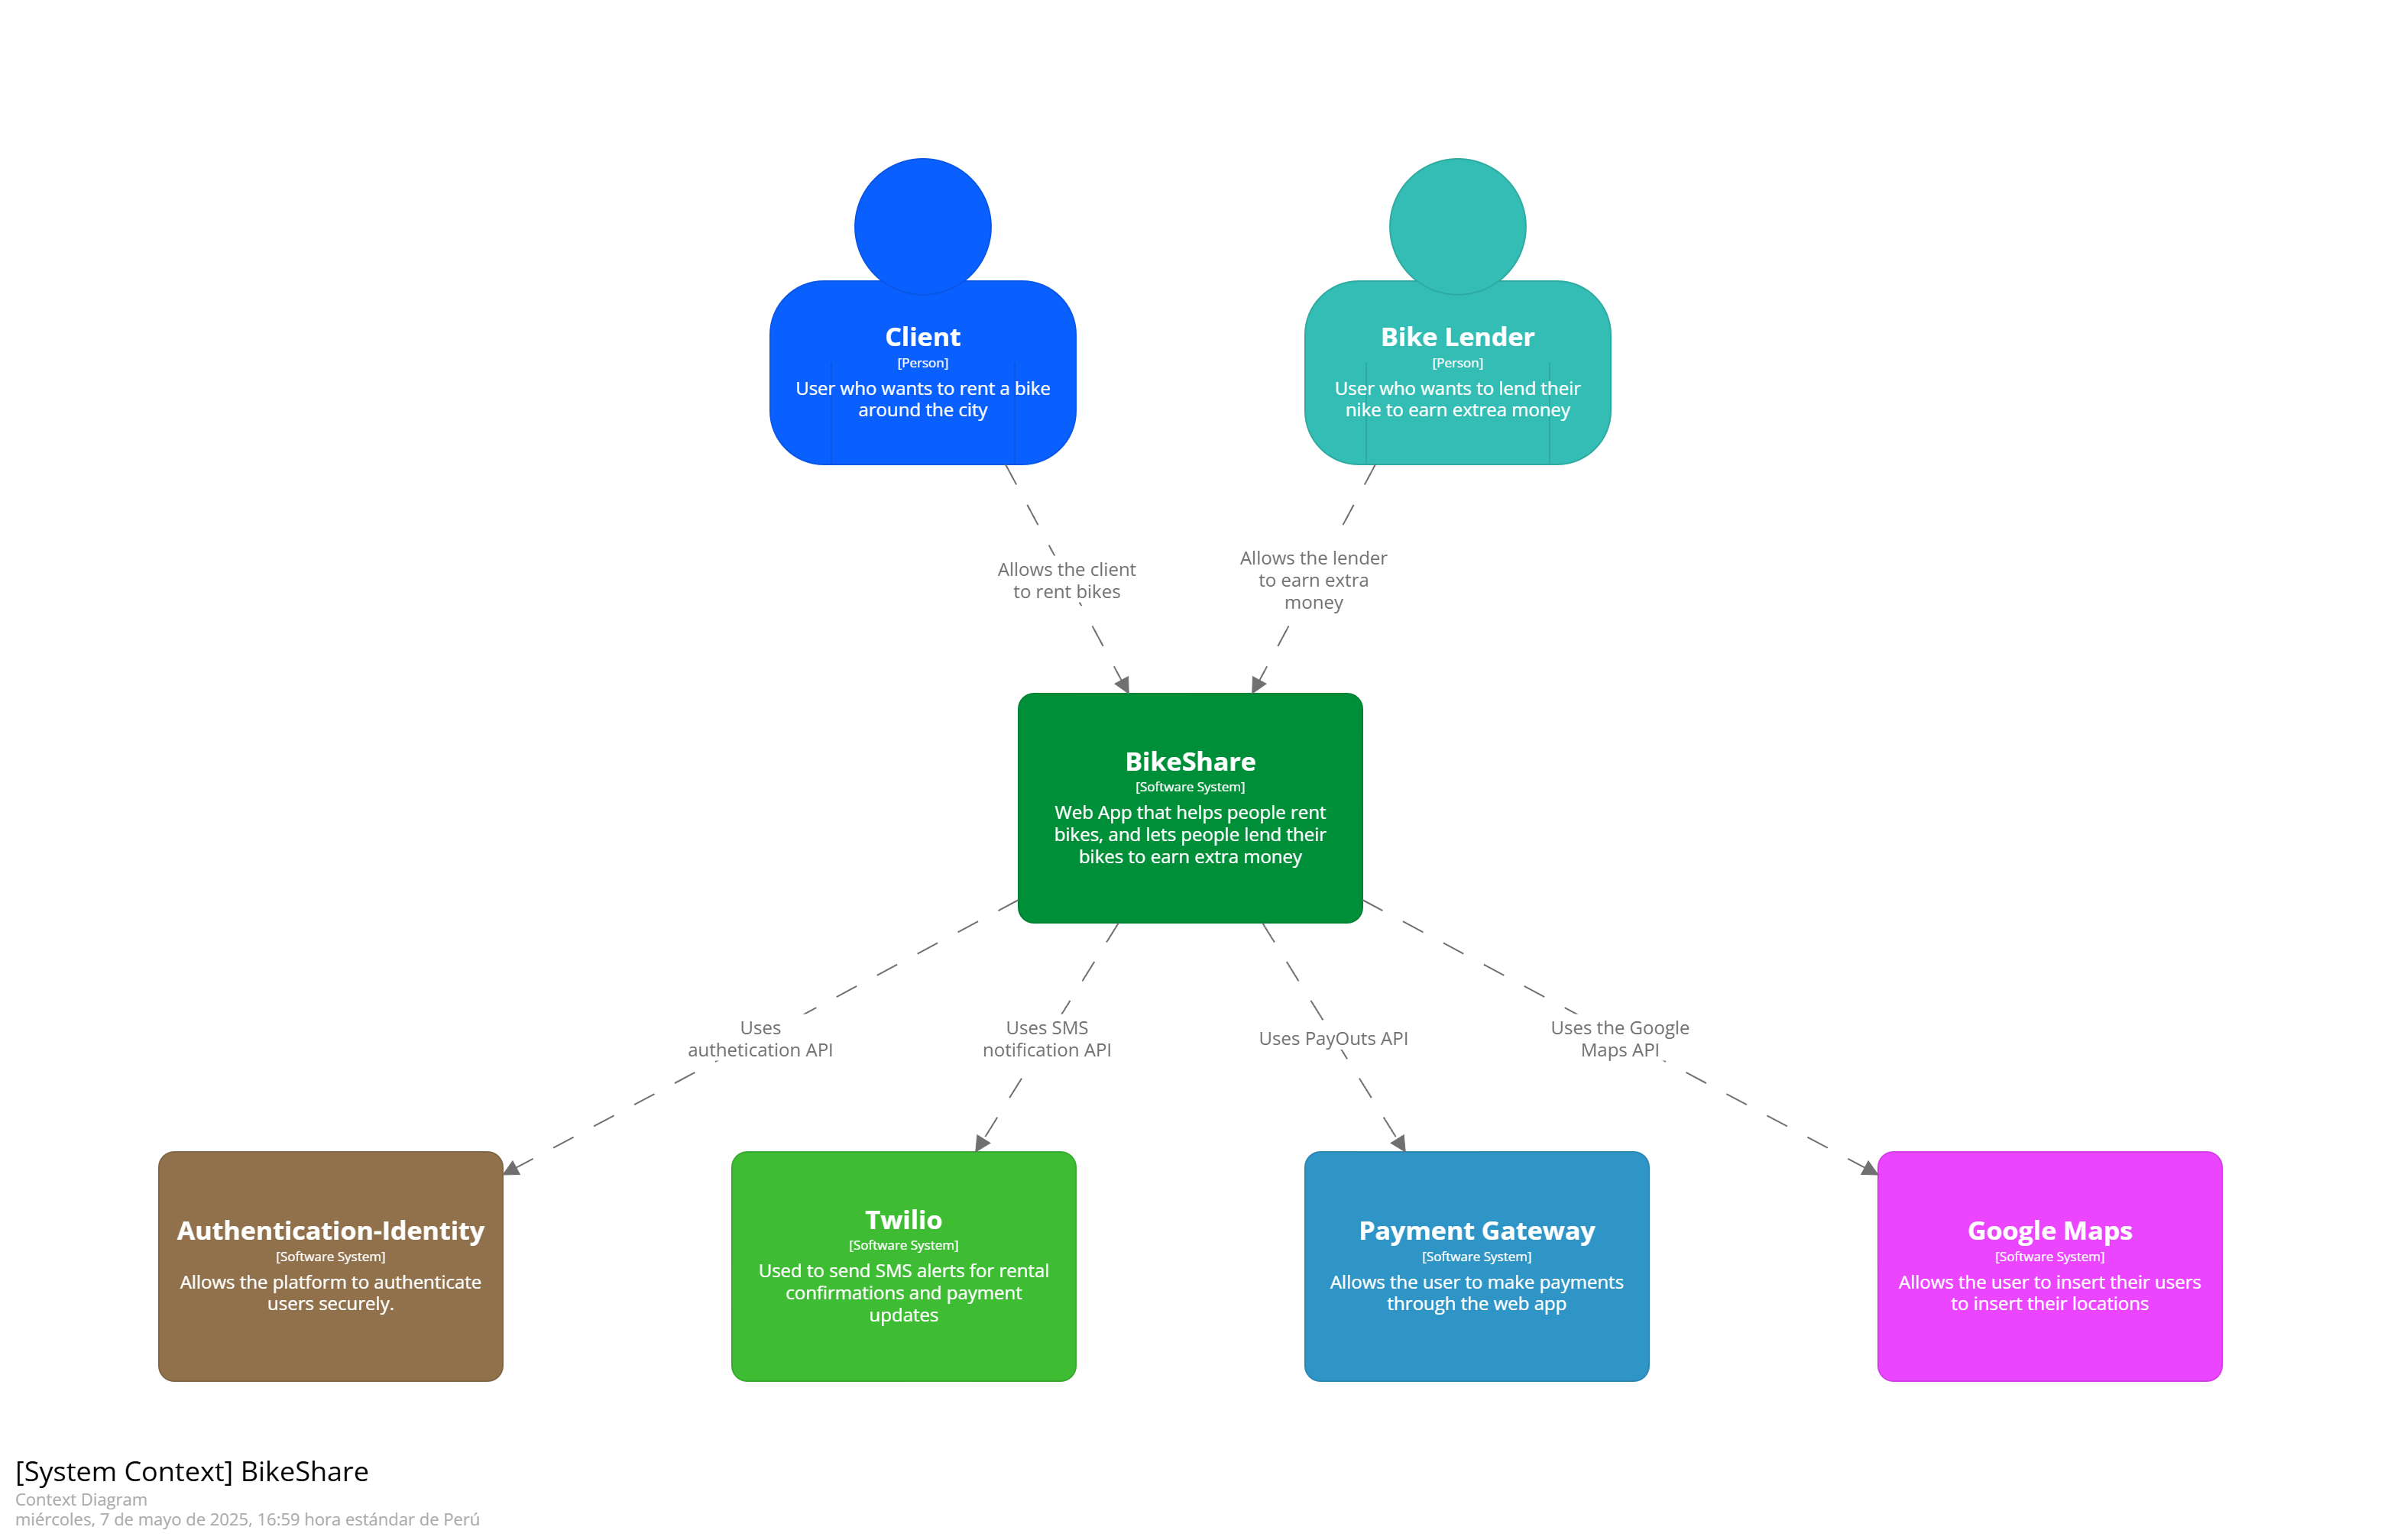 Client
[Person]
User who wants to rent a bike
around the city
Bike Lender
[Person]
User who wants to lend their
nike to earn extrea money
Allows the client
to rent bikes
Allows the lender
to earn extra
money
BikeShare
[Software System]
Web App that helps people rent
bikes, and lets people lend their
bikes to earn extra money
Uses
authetication API
Uses SMS
notification API
Uses PayOuts API
Uses the Google
Maps API
Authentication-Identity
[Software System]
Allows the platform to authenticate
users securely.
Twilio
[Software System]
Used to send SMS alerts for rental
confirmations and payment
updates
Payment Gateway
[Software System]
Allows the user to make payments
through the web app
Google Maps
[Software System]
Allows the user to insert their users
to insert their locations
[System Context] BikeShare
Context Diagram
miércoles, 7 de mayo de 2025, 16:59 hora estándar de Perú